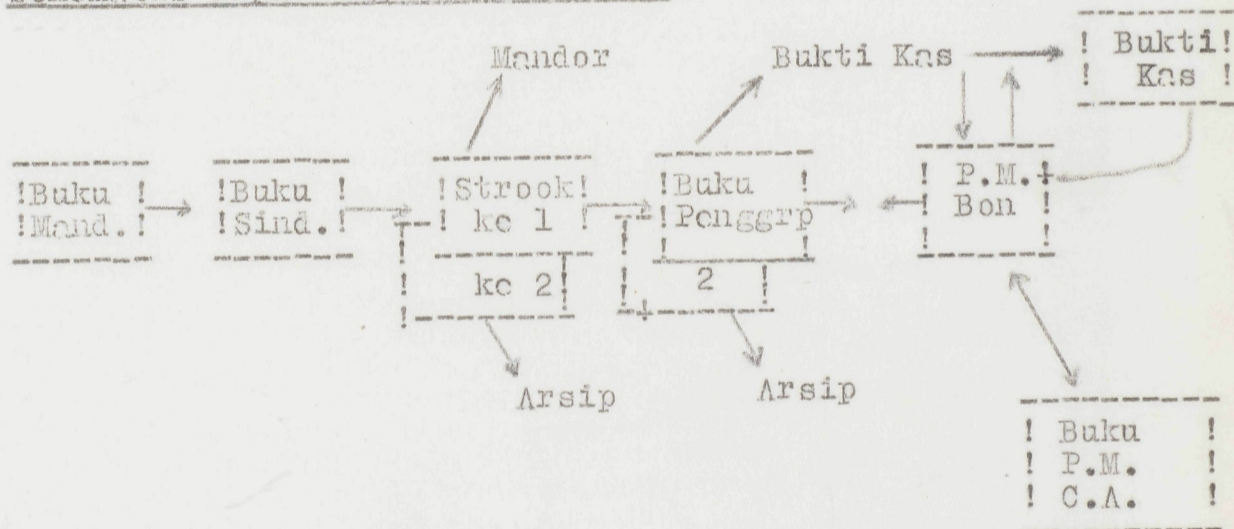 Mandor
Bukti Kas
Bukti
Kas
Buku
Mand.
Buku
Sind.
Strook
ke 1
ke 2
Buku
Penggrp
2
P.M.
Bon
Arsip
Arsip
Buku
P.M.
C.A.